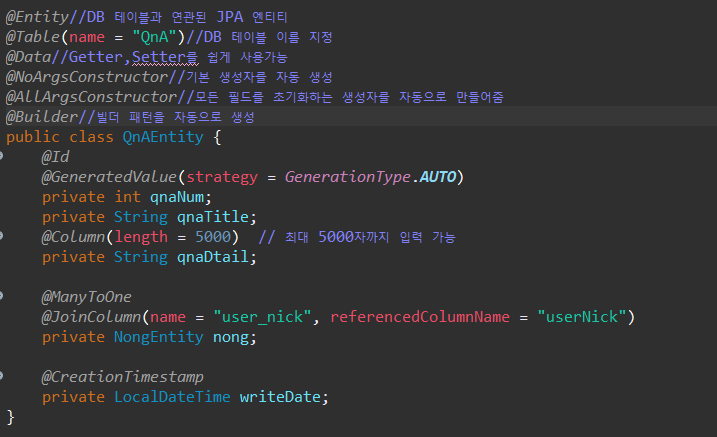 @Entity//DB 테이블과 연관된 JPA 엔티티
@Table(name = "QnA")//DB 테이블 이름 지정
@Data//Getter,Setter를 쉽게 사용가능
@NoArgsConstructor//기본 생성자를 자동 생성
@AllArgsConstructor//모든 필드를 초기화하는 생성자를 자동으로 만들어줌
@Builder//빌더 패턴를 자동으로 생성
public class QnAEntity {
    @Id
    @GeneratedValue(strategy = GenerationType.AUTO)
    private int qnaNum;
    private String qnaTitle;
    @Column(length = 5000)  // 최대 5000자까지 입력 가능
    private String qnaDtail;

    @ManyToOne
    @JoinColumn(name = "user_nick", referencedColumnName = "userNick")
    private NongEntity nong;

    @CreationTimestamp
    private LocalDateTime writeDate;
}